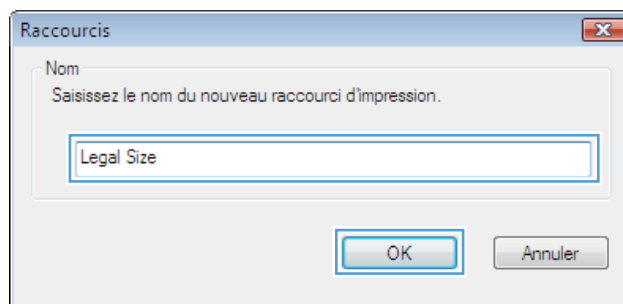 Raccourcis
Nom
Saisissez le nom du nouveau raccourci d'impression.
Legal Size
OK
Annuler